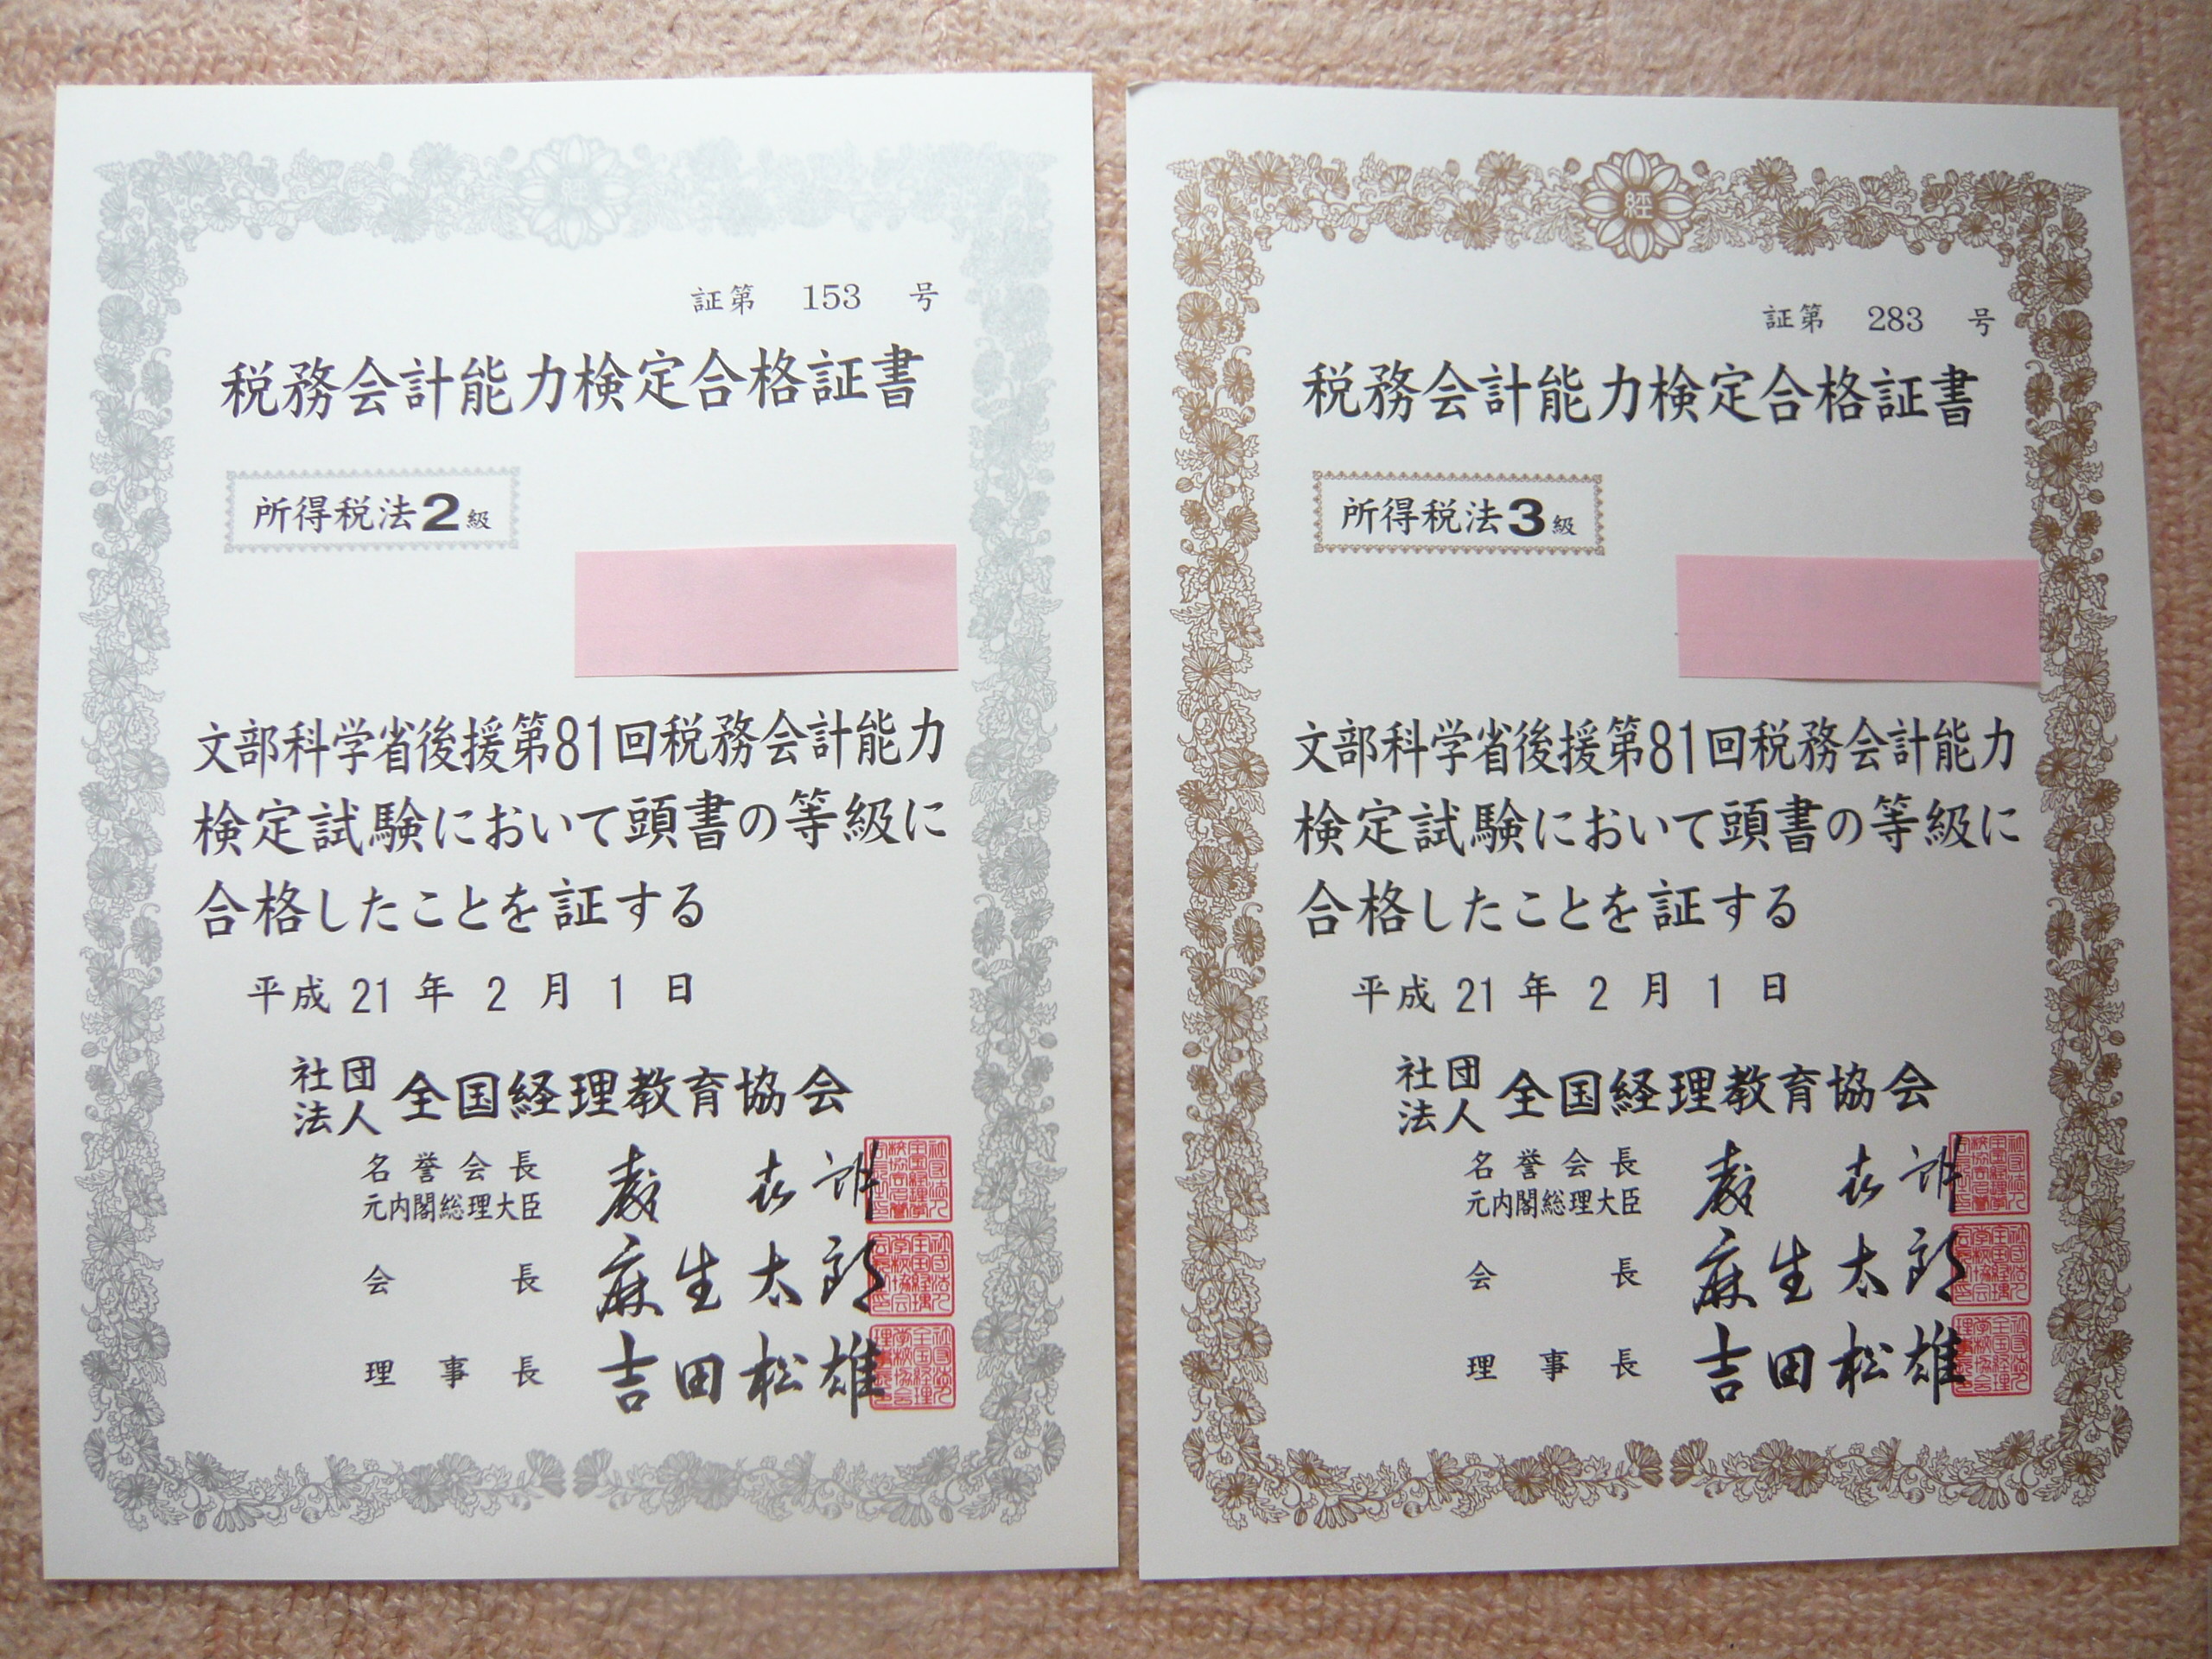 証第 153 号
税務会計能力検定合格証書
所得税法2級
文部科学省後援第81回税務会計能力
検定試験において頭書の等級に
合格したことを証する
平成 21 年 2 月 1 日
社団法人 全国経理教育協会
名誉会長
元内閣総理大臣
会長 麻生太郎
理事長 吉田松雄
経
証第 283 号
税務会計能力検定合格証書
所得税法3級
文部科学省後援第81回税務会計能力
検定試験において頭書の等級に
合格したことを証する
平成 21 年 2 月 1 日
社団法人 全国経理教育協会
名誉会長
元内閣総理大臣
会長 麻生太郎
理事長 吉田松雄